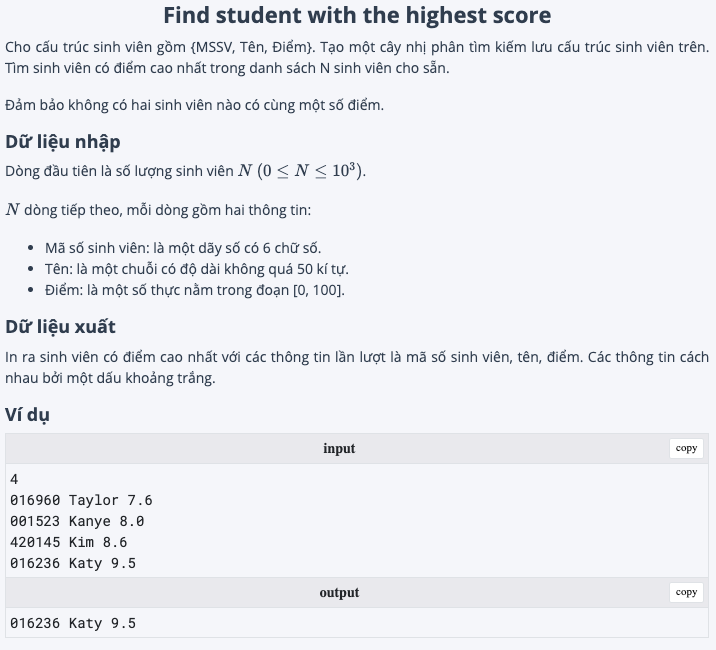 Find student with the highest score
Cho cấu trúc sinh viên gồm {MSSV, Tên, Điểm}. Tạo một cây nhị phân tìm kiếm lưu cấu trúc sinh viên trên.
Tìm sinh viên có điểm cao nhất trong danh sách N sinh viên cho sẵn.
Đảm bảo không có hai sinh viên nào có cùng một số điểm.
Dữ liệu nhập
Dòng đầu tiên là số lượng sinh viên N (0 ≤ N ≤ 10³).
N dòng tiếp theo, mỗi dòng gồm hai thông tin:
• Mã số sinh viên: là một dãy số có 6 chữ số.
• Tên: là một chuỗi có độ dài không quá 50 kí tự.
• Điểm: là một số thực nằm trong đoạn [0, 100].
Dữ liệu xuất
In ra sinh viên có điểm cao nhất với các thông tin lần lượt là mã số sinh viên, tên, điểm. Các thông tin cách
nhau bởi một dấu khoảng trắng.
Ví dụ
input copy
4
016960 Taylor 7.6
001523 Kanye 8.0
420145 Kim 8.6
016236 Katy 9.5
output copy
016236 Katy 9.5